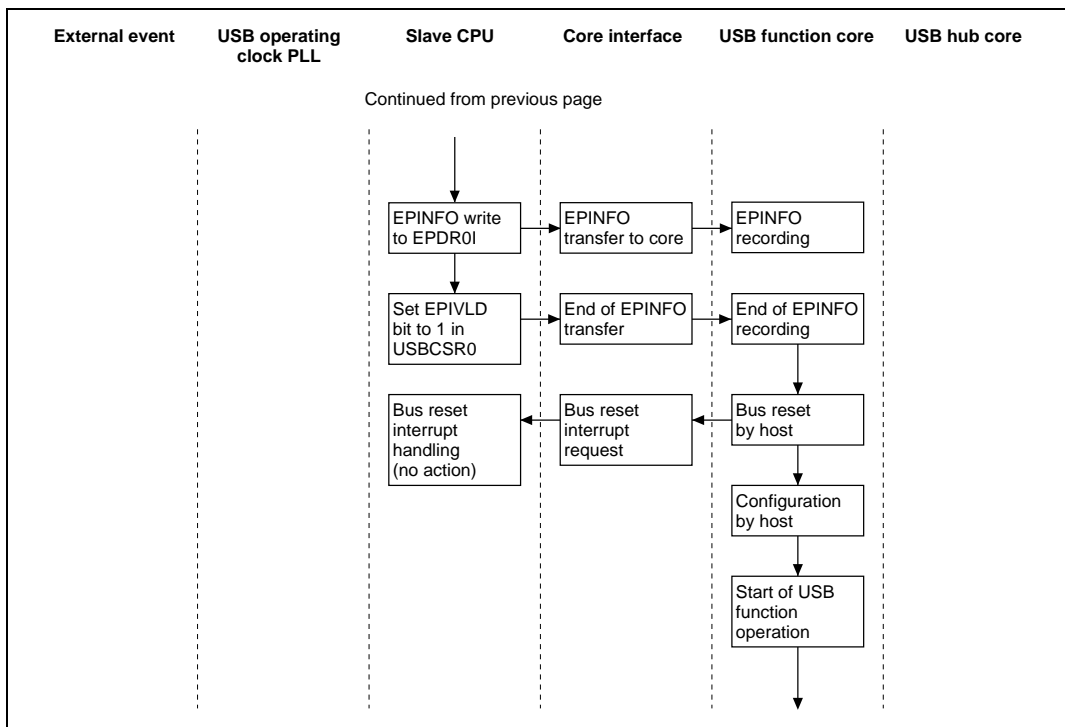 External event
USB operating
clock PLL
Slave CPU
Core interface
USB function core
USB hub core
Continued from previous page
EPINFO write
to EPDR0I
EPINFO
transfer to core
EPINFO
recording
Set EPIVLD
bit to 1 in
USBCSR0
End of EPINFO
transfer
End of EPINFO
recording
Bus reset
interrupt
handling
(no action)
Bus reset
interrupt
request
Bus reset
by host
Configuration
by host
Start of USB
function
operation